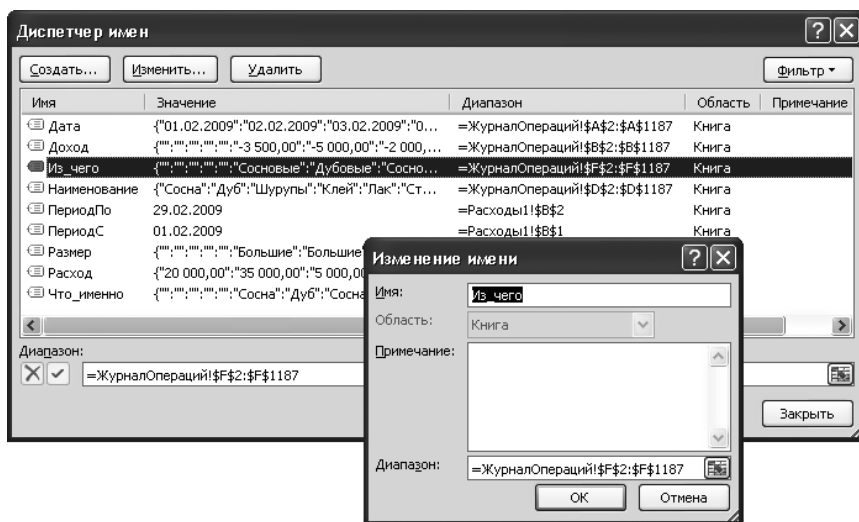 Диспетчер имен
Создать... Изменить... Удалить Фильтр
Имя Значение Диапазон Область Примечание
Дата {"01.02.2009":"02.02.2009":"03.02.2009":"0... =ЖурналОпераций!$A$2:$A$1187 Книга
Доход {"":"":"":"":"":"-3 500,00":"-5 000,00":"-2 000,... =ЖурналОпераций!$B$2:$B$1187 Книга
Из_чего {"":"":"":"":"":"Сосновые":"Дубовые":"Сосно... =ЖурналОпераций!$F$2:$F$1187 Книга
Наименование {"Сосна":"Дуб":"Шурупы":"Клей":"Лак":"Ст... =ЖурналОпераций!$D$2:$D$1187 Книга
ПериодПо 29.02.2009 =Расходы1!$B$2 Книга
ПериодС 01.02.2009 =Расходы1!$B$1 Книга
Размер {"":"":"":"":"":"Большие":"Большие"
Расход {"20 000,00":"35 000,00":"5 000,00
Что_именно {"":"":"":"":"":"Сосна":"Дуб":"Сосна
Диапазон:
=ЖурналОпераций!$F$2:$F$1187
Закрыть
Изменение имени
Имя: Из_чего
Область: Книга
Примечание:
Диапазон: =ЖурналОпераций!$F$2:$F$1187
ОК Отмена